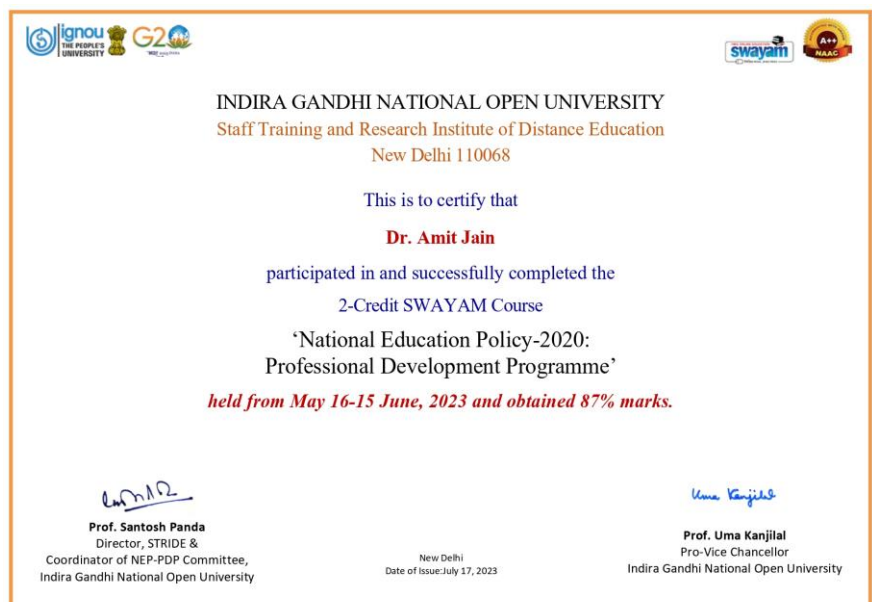 ignou
THE PEOPLE'S
UNIVERSITY
G20
swayam
A++
NAAC
INDIRA GANDHI NATIONAL OPEN UNIVERSITY
Staff Training and Research Institute of Distance Education
New Delhi 110068
This is to certify that
Dr. Amit Jain
participated in and successfully completed the
2-Credit SWAYAM Course
‘National Education Policy-2020:
Professional Development Programme’
held from May 16-15 June, 2023 and obtained 87% marks.
Uma Kanjilal
Prof. Santosh Panda
Director, STRIDE &
Coordinator of NEP-PDP Committee,
Indira Gandhi National Open University
New Delhi
Date of Issue:July 17, 2023
Prof. Uma Kanjilal
Pro-Vice Chancellor
Indira Gandhi National Open University